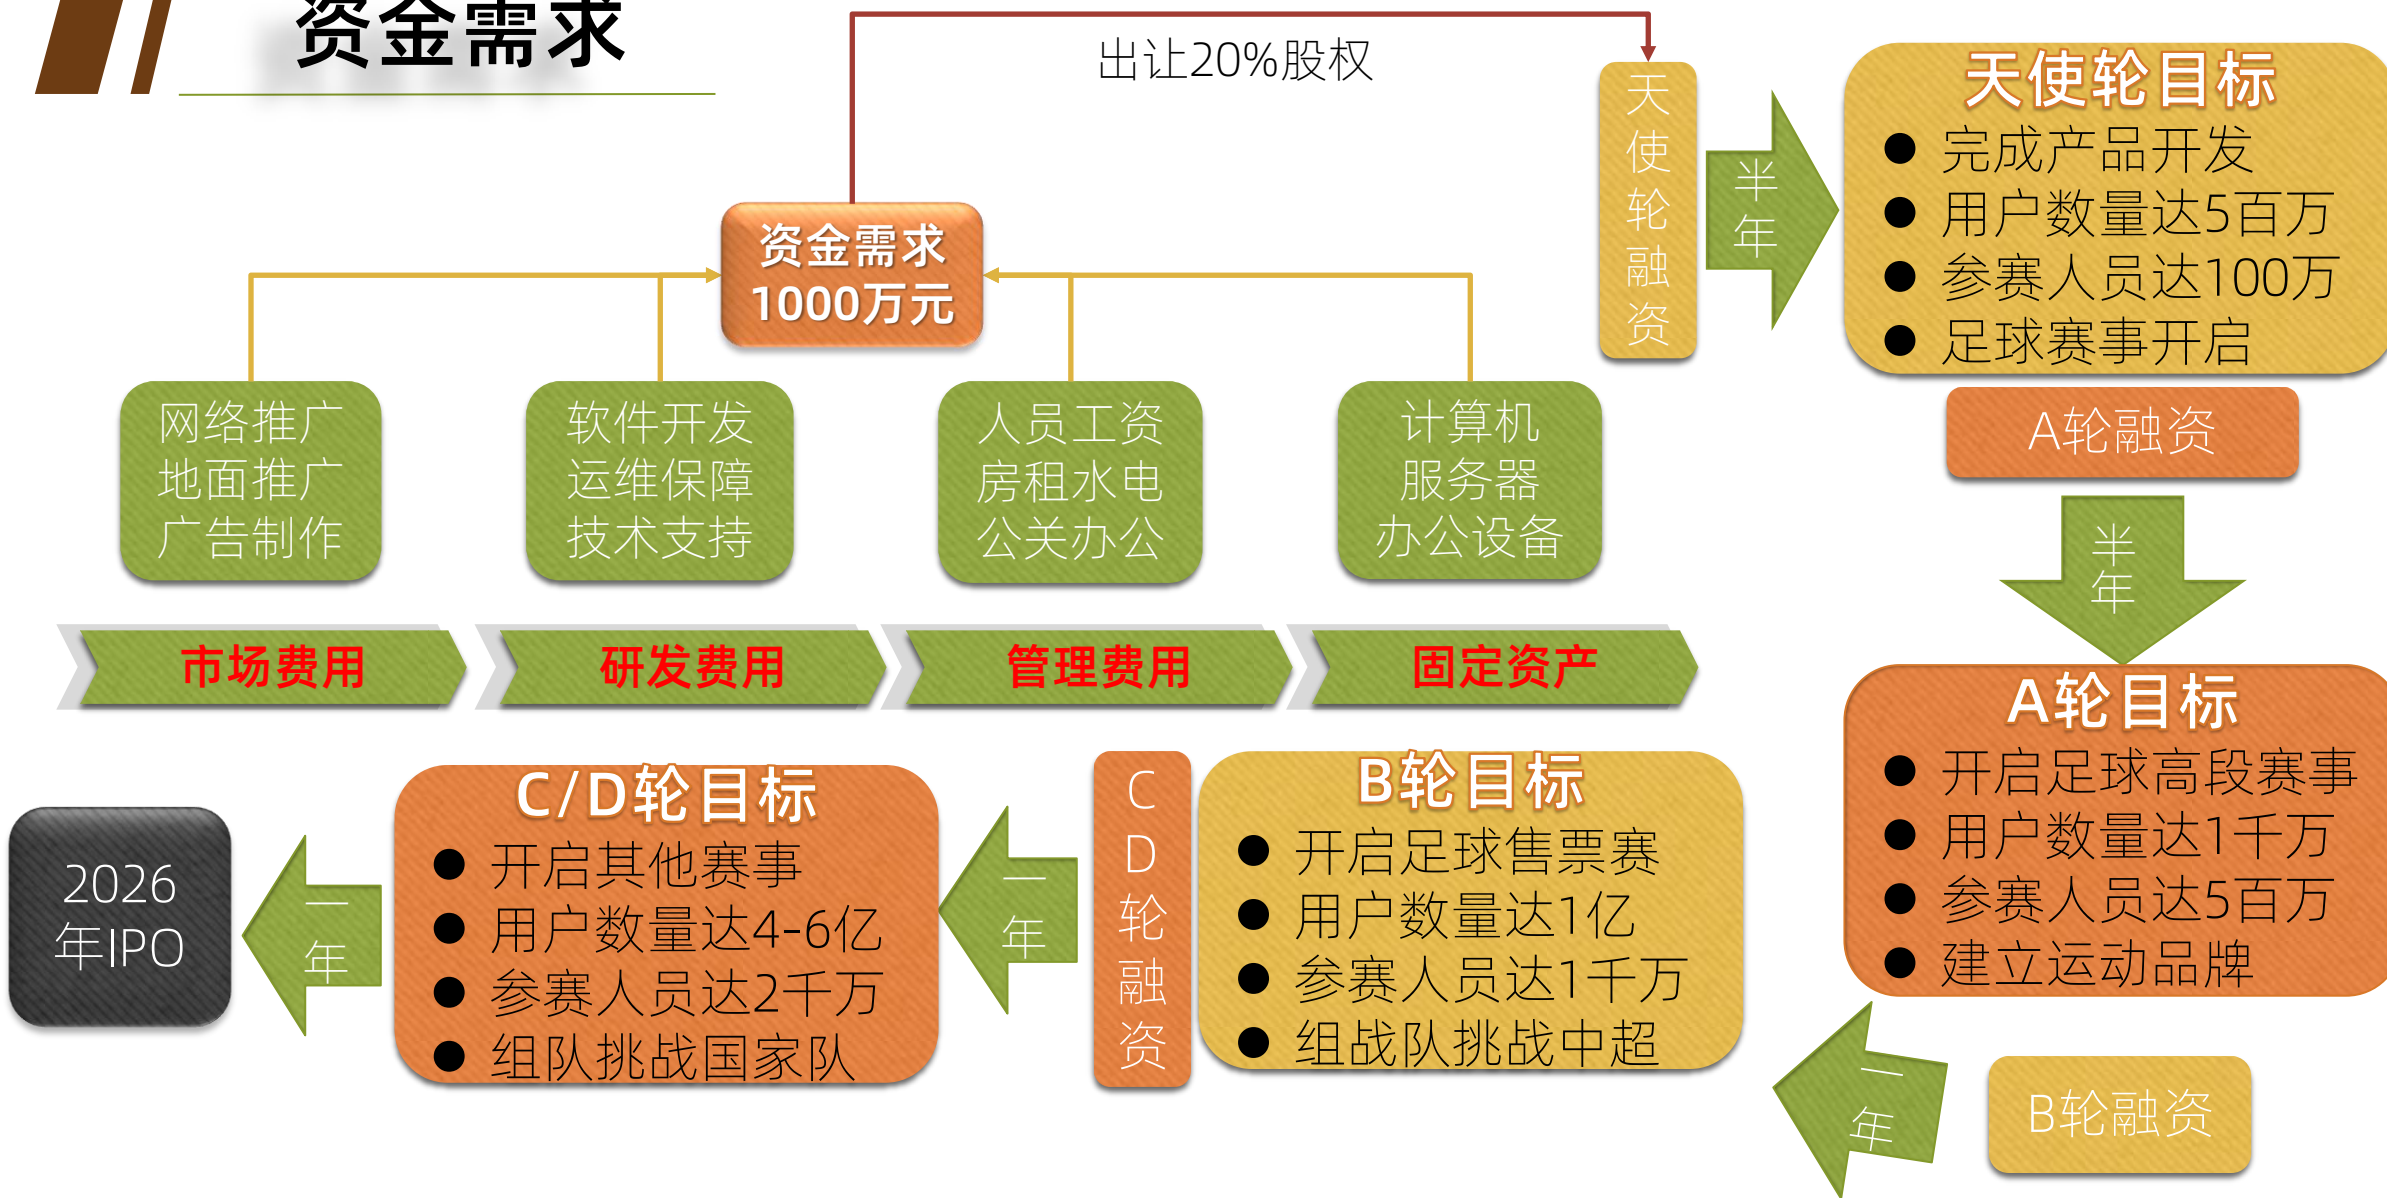 资金需求
出让20%股权
天使轮融资
半年
天使轮目标
完成产品开发
用户数量达5百万
参赛人员达100万
足球赛事开启
资金需求
1000万元
网络推广
地面推广
广告制作
软件开发
运维保障
技术支持
人员工资
房租水电
公关办公
计算机
服务器
办公设备
A轮融资
半年
市场费用
研发费用
管理费用
固定资产
A轮目标
开启足球高段赛事
用户数量达1千万
参赛人员达5百万
建立运动品牌
B轮融资
一年
B轮目标
开启足球售票赛
用户数量达1亿
参赛人员达1千万
组战队挑战中超
CD轮融资
一年
C/D轮目标
开启其他赛事
用户数量达4-6亿
参赛人员达2千万
组队挑战国家队
一年
2026
年IPO